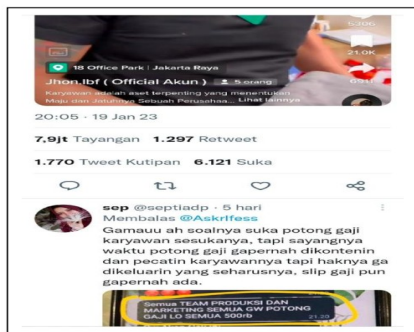 530K
21.0K
18 Office Park | Jakarta Raya
Jhon.lbf ( Official Akun ) 5 orang
Karyawan adalah aset terpenting yang menentukan
Maju dan Jatuhnya Sebuah Perusahaa... Lihat lainnya
20:05 · 19 Jan 23
7,9jt Tayangan 1.297 Retweet
1.770 Tweet Kutipan 6.121 Suka
sep @septiadp · 5 hari
Membalas @Askrlfess
Gamauu ah soalnya suka potong gaji
karyawan sesukanya, tapi sayangnya
waktu potong gaji gapernah dikontenin
dan pecatin karyawannya tapi haknya ga
dikeluarin yang seharusnya, slip gaji pun
gapernah ada.
Semua TEAM PRODUKSI DAN
MARKETING SEMUA GW POTONG
GAJI LO SEMUA 500rb
21.20